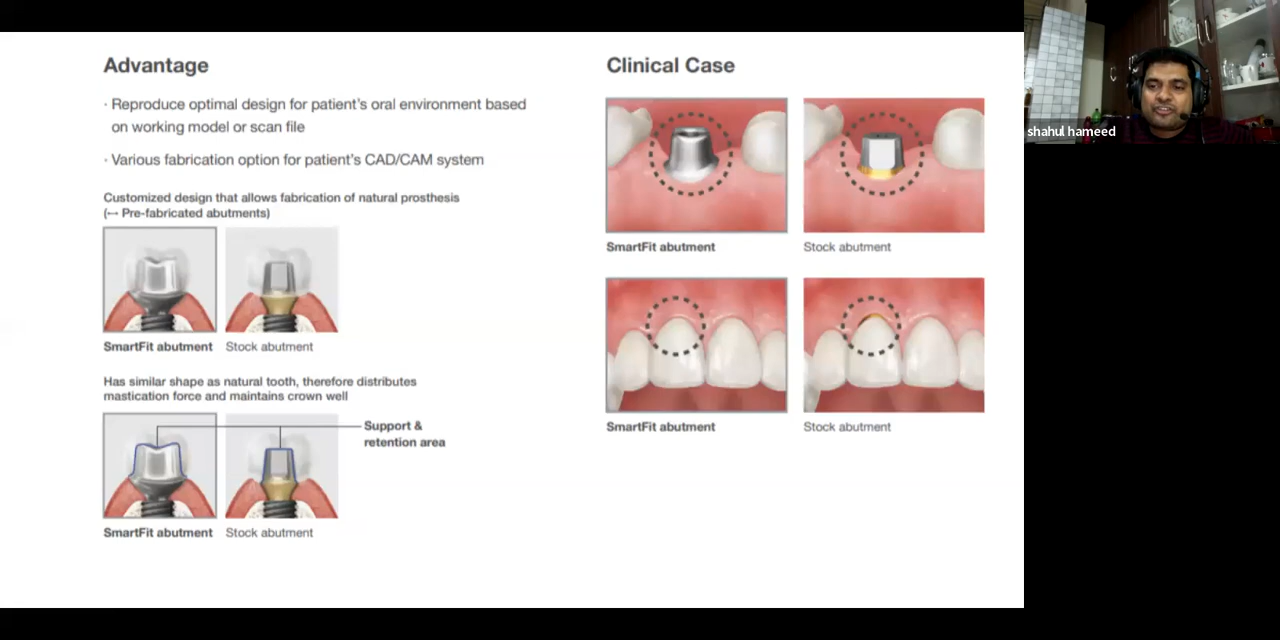 Advantage
· Reproduce optimal design for patient's oral environment based
on working model or scan file
· Various fabrication option for patient's CAD/CAM system
Customized design that allows fabrication of natural prosthesis
(↔ Pre-fabricated abutments)
SmartFit abutment
Stock abutment
Has similar shape as natural tooth, therefore distributes
mastication force and maintains crown well
Support &
retention area
SmartFit abutment
Stock abutment
Clinical Case
SmartFit abutment
Stock abutment
SmartFit abutment
Stock abutment
shahul hameed